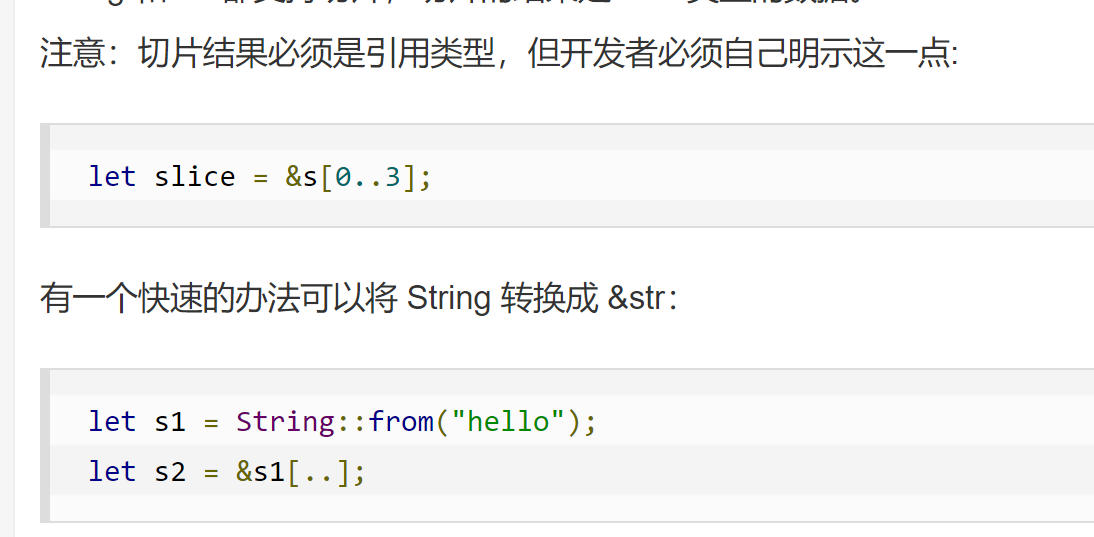 注意：切片结果必须是引用类型，但开发者必须自己明示这一点:
let slice = &s[0..3];
有一个快速的办法可以将 String 转换成 &str：
let s1 = String::from("hello");
let s2 = &s1[..];